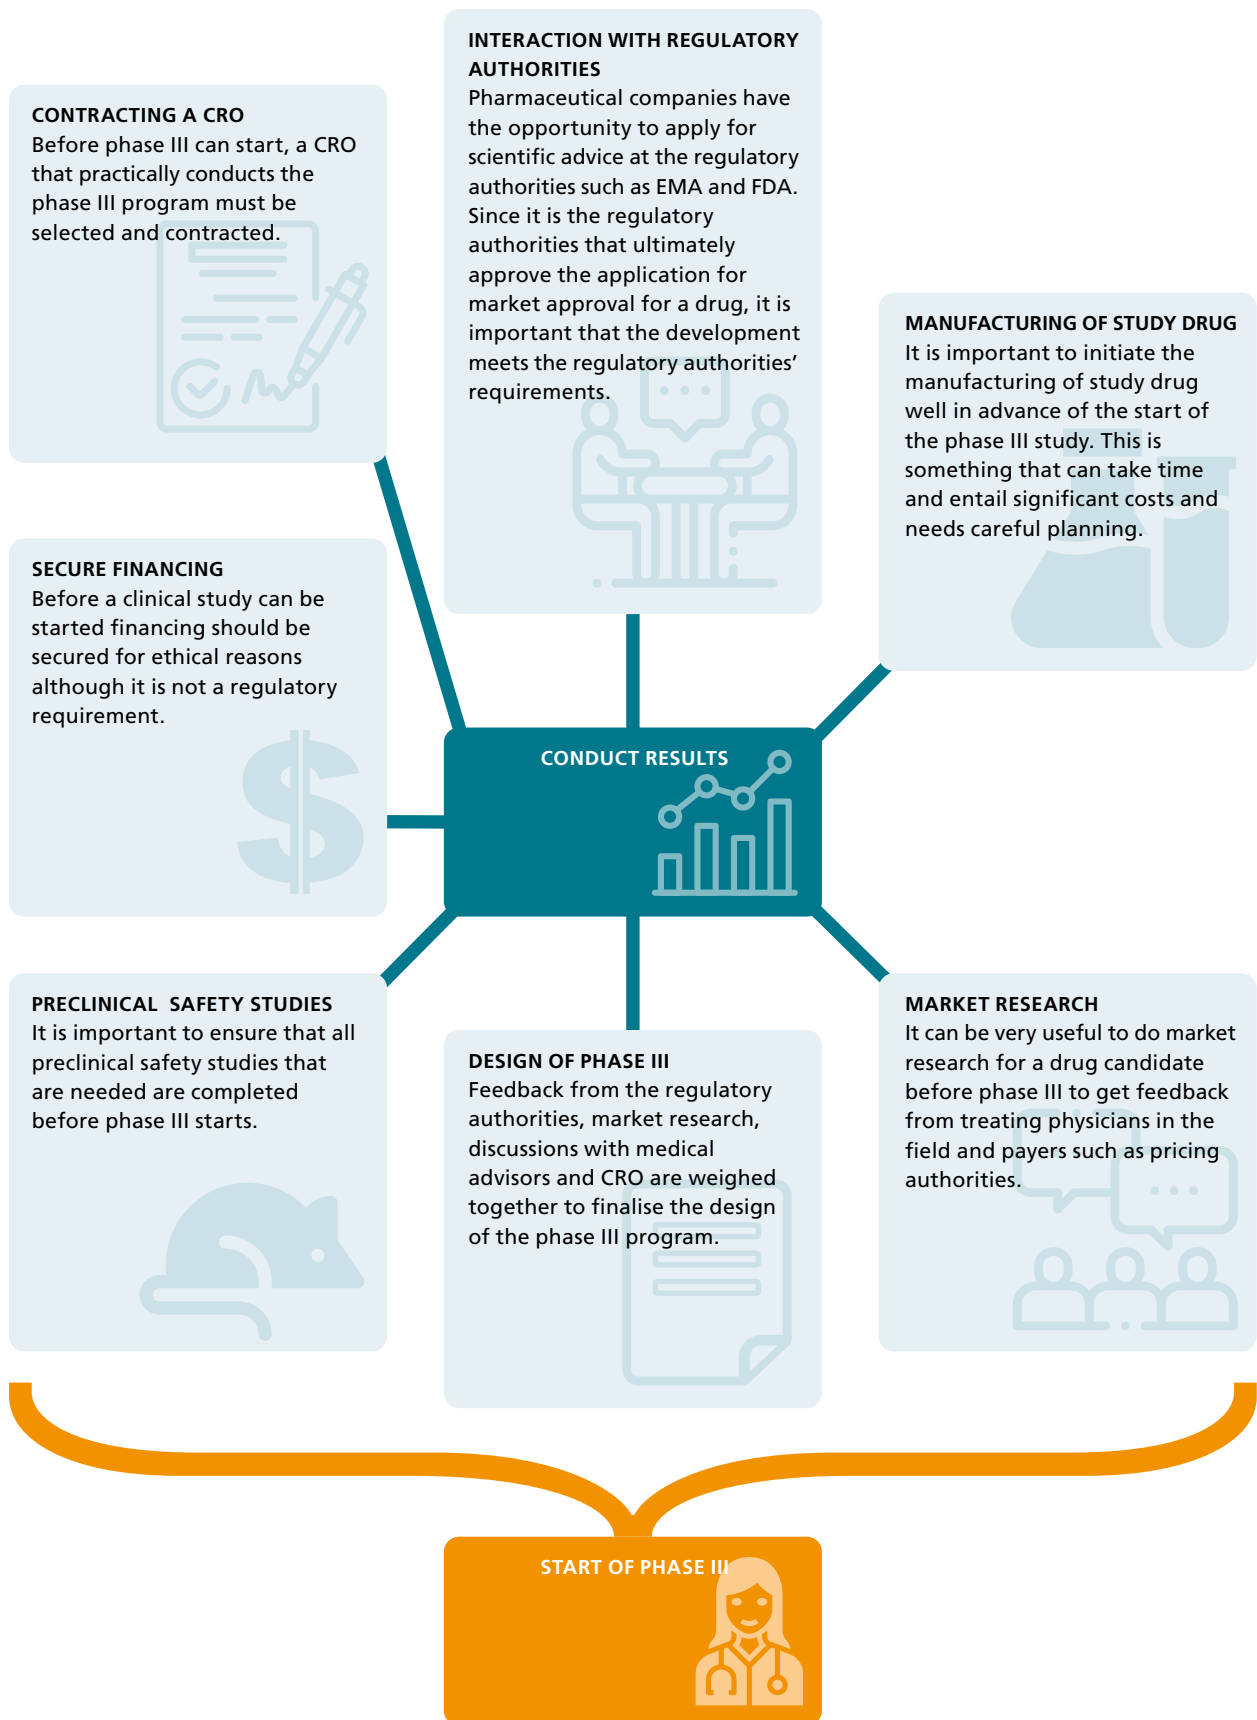 INTERACTION WITH REGULATORY
AUTHORITIES
Pharmaceutical companies have
the opportunity to apply for
scientific advice at the regulatory
authorities such as EMA and FDA.
Since it is the regulatory
authorities that ultimately
approve the application for
market approval for a drug, it is
important that the development
meets the regulatory authorities’
requirements.
CONTRACTING A CRO
Before phase III can start, a CRO
that practically conducts the
phase III program must be
selected and contracted.
MANUFACTURING OF STUDY DRUG
It is important to initiate the
manufacturing of study drug
well in advance of the start of
the phase III study. This is
something that can take time
and entail significant costs and
needs careful planning.
SECURE FINANCING
Before a clinical study can be
started financing should be
secured for ethical reasons
although it is not a regulatory
requirement.
CONDUCT RESULTS
PRECLINICAL SAFETY STUDIES
It is important to ensure that all
preclinical safety studies that
are needed are completed
before phase III starts.
DESIGN OF PHASE III
Feedback from the regulatory
authorities, market research,
discussions with medical
advisors and CRO are weighed
together to finalise the design
of the phase III program.
MARKET RESEARCH
It can be very useful to do market
research for a drug candidate
before phase III to get feedback
from treating physicians in the
field and payers such as pricing
authorities.
START OF PHASE III